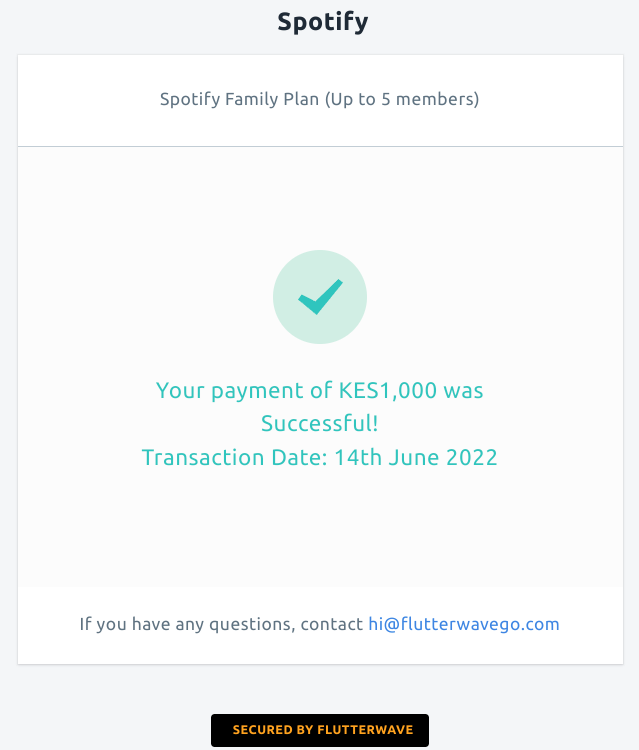 Spotify
Spotify Family Plan (Up to 5 members)
Your payment of KES1,000 was
Successful!
Transaction Date: 14th June 2022
If you have any questions, contact hi@flutterwavego.com
SECURED BY FLUTTERWAVE